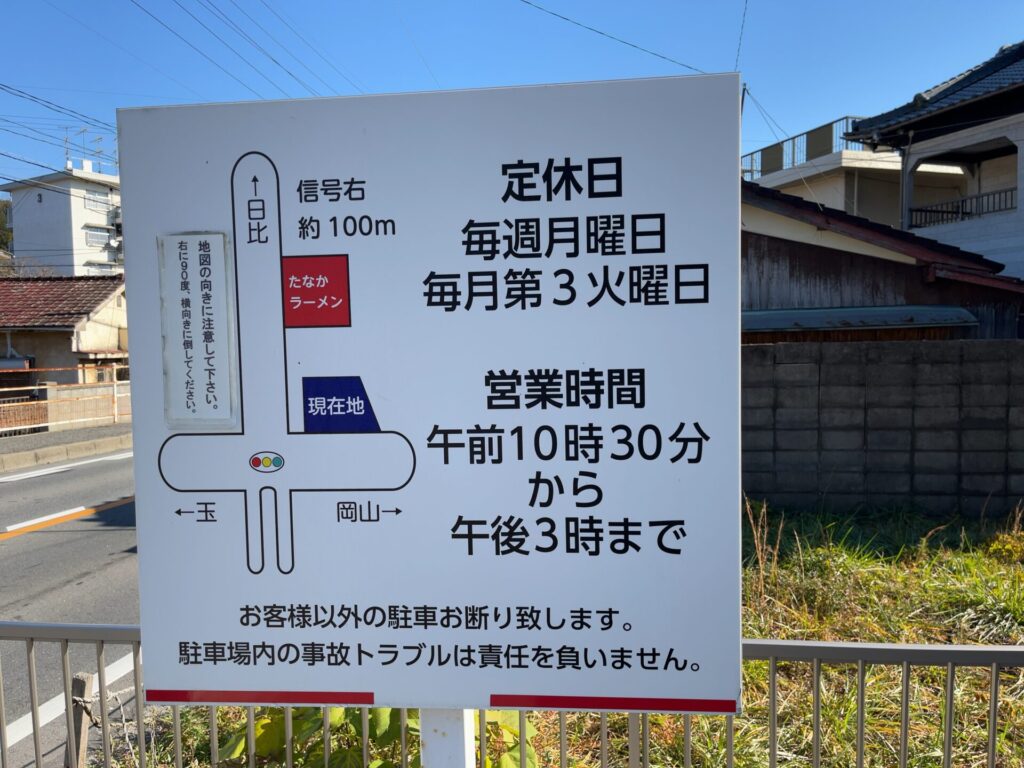 信号右
約100m
↑日比
たなか
ラーメン
地図の向きに注意して下さい。
右に90度、横向きに倒してください。
現在地
←玉
岡山→
定休日
毎週月曜日
毎月第3火曜日
営業時間
午前10時30分
から
午後3時まで
お客様以外の駐車お断り致します。
駐車場内の事故トラブルは責任を負いません。
3